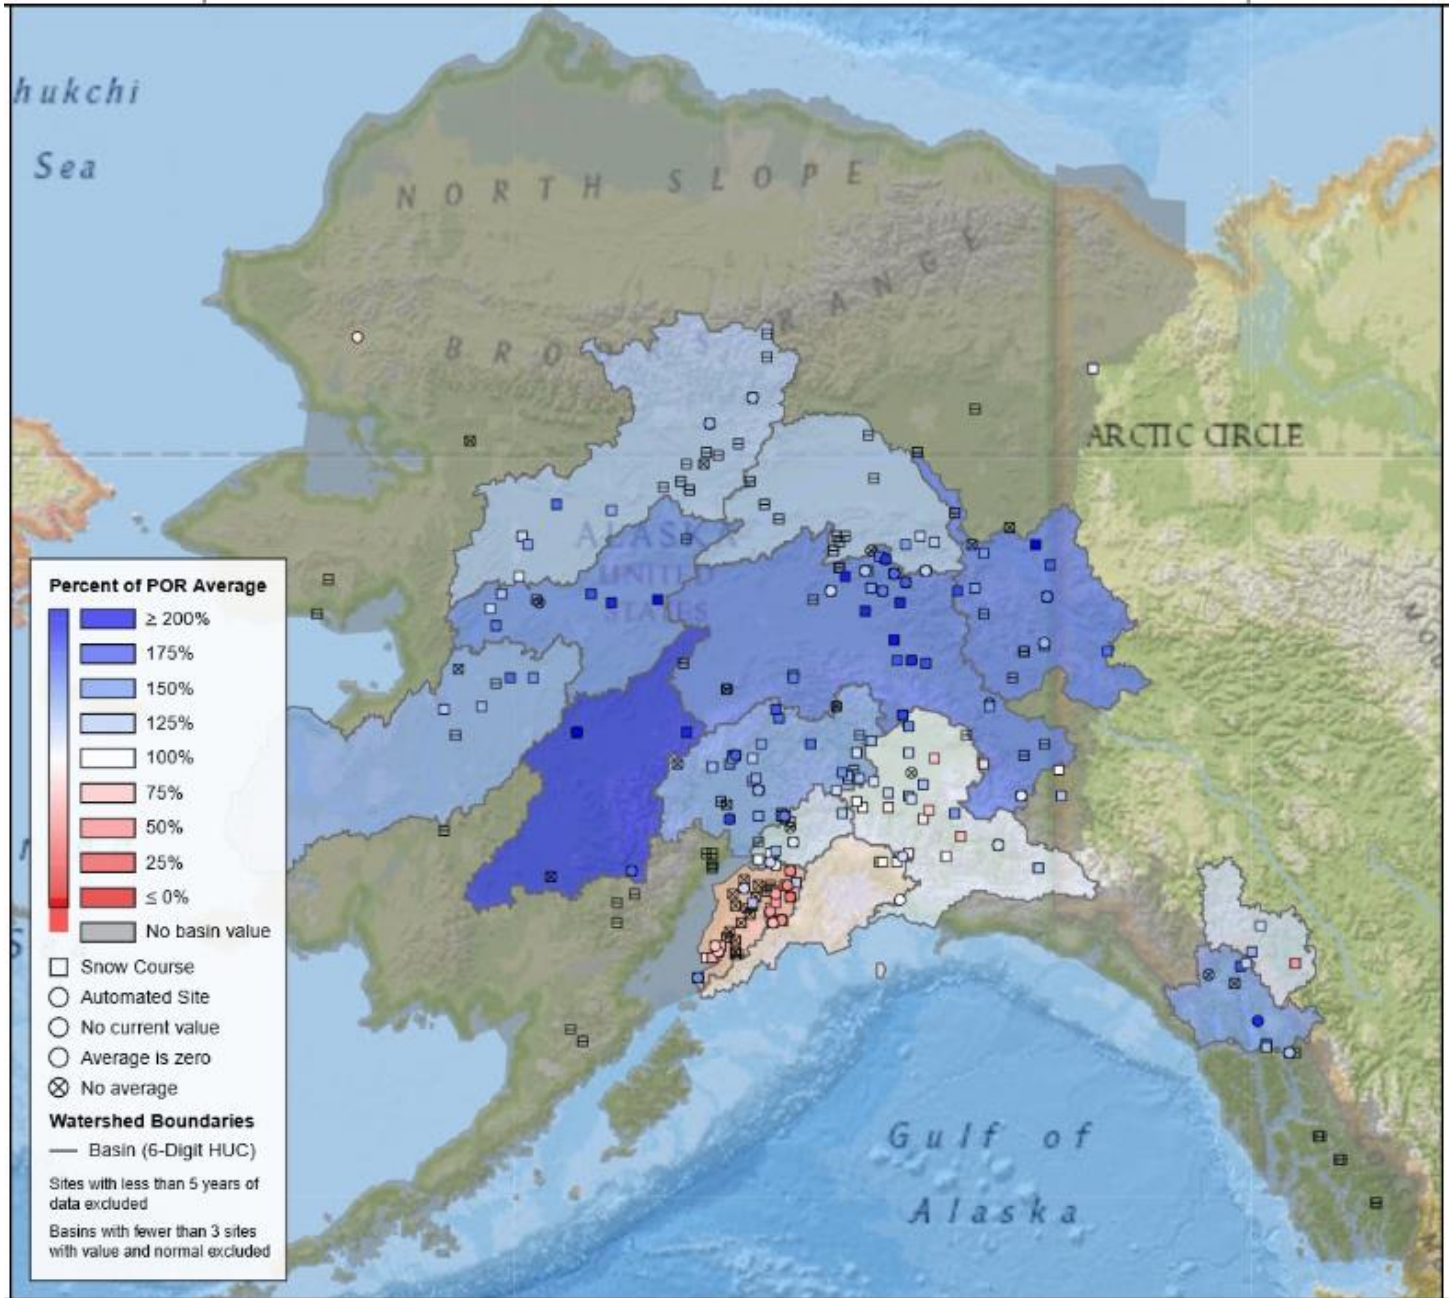 hukchi
Sea
NORTH SLOPE
BROOKS RANGE
ARCTIC CIRCLE
ALASKA
UNITED
STATES
Percent of POR Average
≥ 200%
175%
150%
125%
100%
75%
50%
25%
≤ 0%
No basin value
Snow Course
Automated Site
No current value
Average is zero
No average
Watershed Boundaries
Basin (6-Digit HUC)
Sites with less than 5 years of
data excluded
Basins with fewer than 3 sites
with value and normal excluded
Gulf of
Alaska